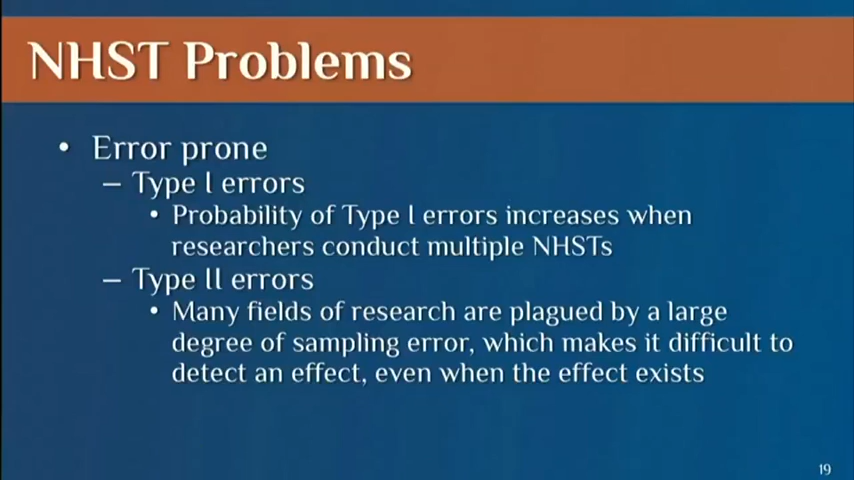 NHST Problems
• Error prone
– Type I errors
• Probability of Type I errors increases when
researchers conduct multiple NHSTs
– Type II errors
• Many fields of research are plagued by a large
degree of sampling error, which makes it difficult to
detect an effect, even when the effect exists
19